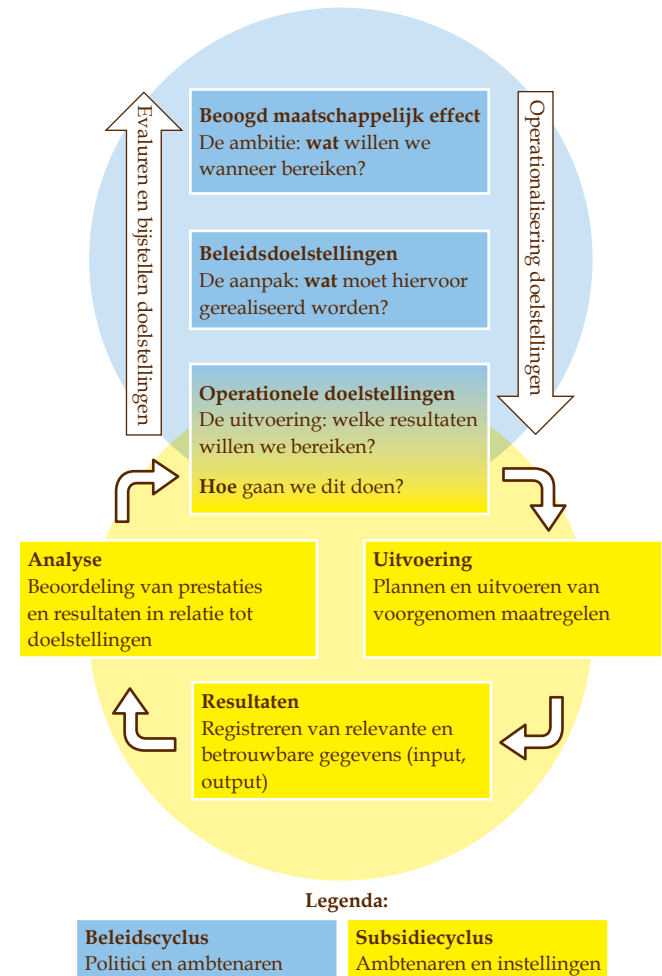 Beoogd maatschappelijk effect
De ambitie: wat willen we
wanneer bereiken?
Evaluren en bijstellen doelstellingen
Operationalisering doelstellingen
Beleidsdoelstellingen
De aanpak: wat moet hiervoor
gerealiseerd worden?
Operationele doelstellingen
De uitvoering: welke resultaten
willen we bereiken?
Hoe gaan we dit doen?
Analyse
Beoordeling van prestaties
en resultaten in relatie tot
doelstellingen
Uitvoering
Plannen en uitvoeren van
voorgenomen maatregelen
Resultaten
Registreren van relevante en
betrouwbare gegevens (input,
output)
Legenda:
Beleidscyclus
Politici en ambtenaren
Subsidiecyclus
Ambtenaren en instellingen